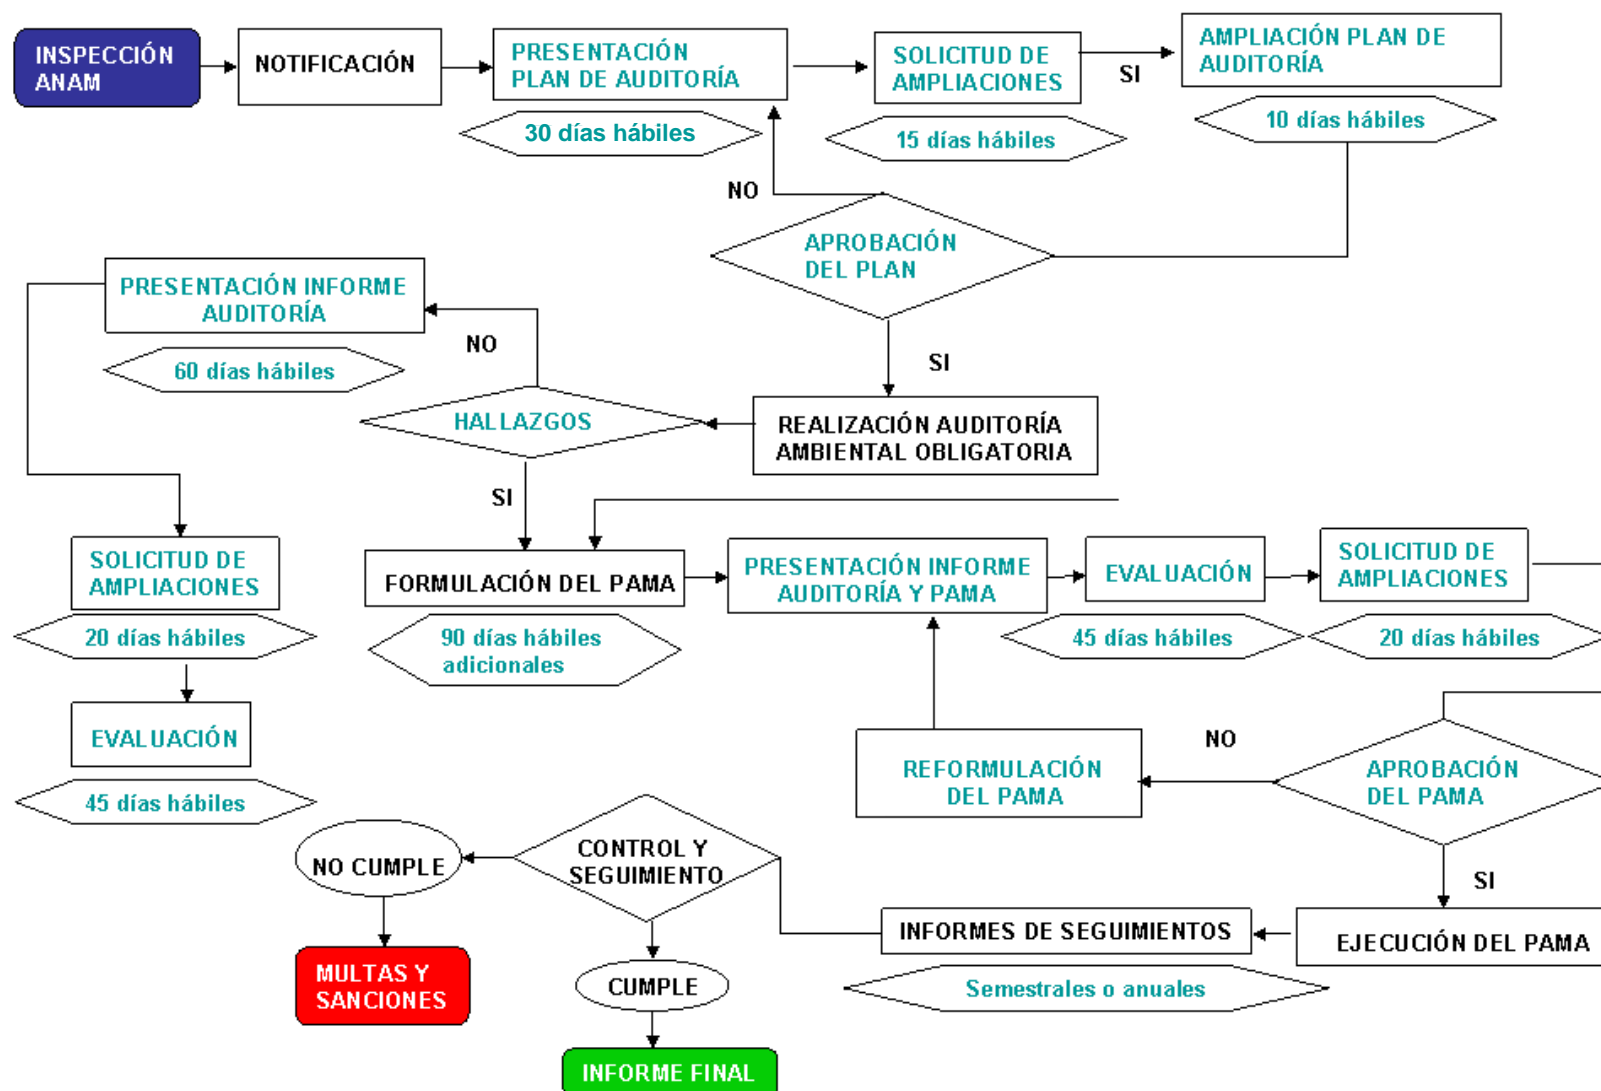 INSPECCIÓN
ANAM
NOTIFICACIÓN
PRESENTACIÓN
PLAN DE AUDITORÍA
SOLICITUD DE
AMPLIACIONES
SI
AMPLIACIÓN PLAN DE
AUDITORÍA
30 días hábiles
15 días hábiles
10 días hábiles
NO
APROBACIÓN
DEL PLAN
PRESENTACIÓN INFORME
AUDITORÍA
NO
SI
60 días hábiles
HALLAZGOS
REALIZACIÓN AUDITORÍA
AMBIENTAL OBLIGATORIA
SI
SOLICITUD DE
AMPLIACIONES
FORMULACIÓN DEL PAMA
PRESENTACIÓN INFORME
AUDITORÍA Y PAMA
EVALUACIÓN
SOLICITUD DE
AMPLIACIONES
20 días hábiles
90 días hábiles
adicionales
45 días hábiles
20 días hábiles
EVALUACIÓN
NO
REFORMULACIÓN
DEL PAMA
APROBACIÓN
DEL PAMA
45 días hábiles
NO CUMPLE
CONTROL Y
SEGUIMIENTO
SI
INFORMES DE SEGUIMIENTOS
EJECUCIÓN DEL PAMA
MULTAS Y
SANCIONES
CUMPLE
Semestrales o anuales
INFORME FINAL